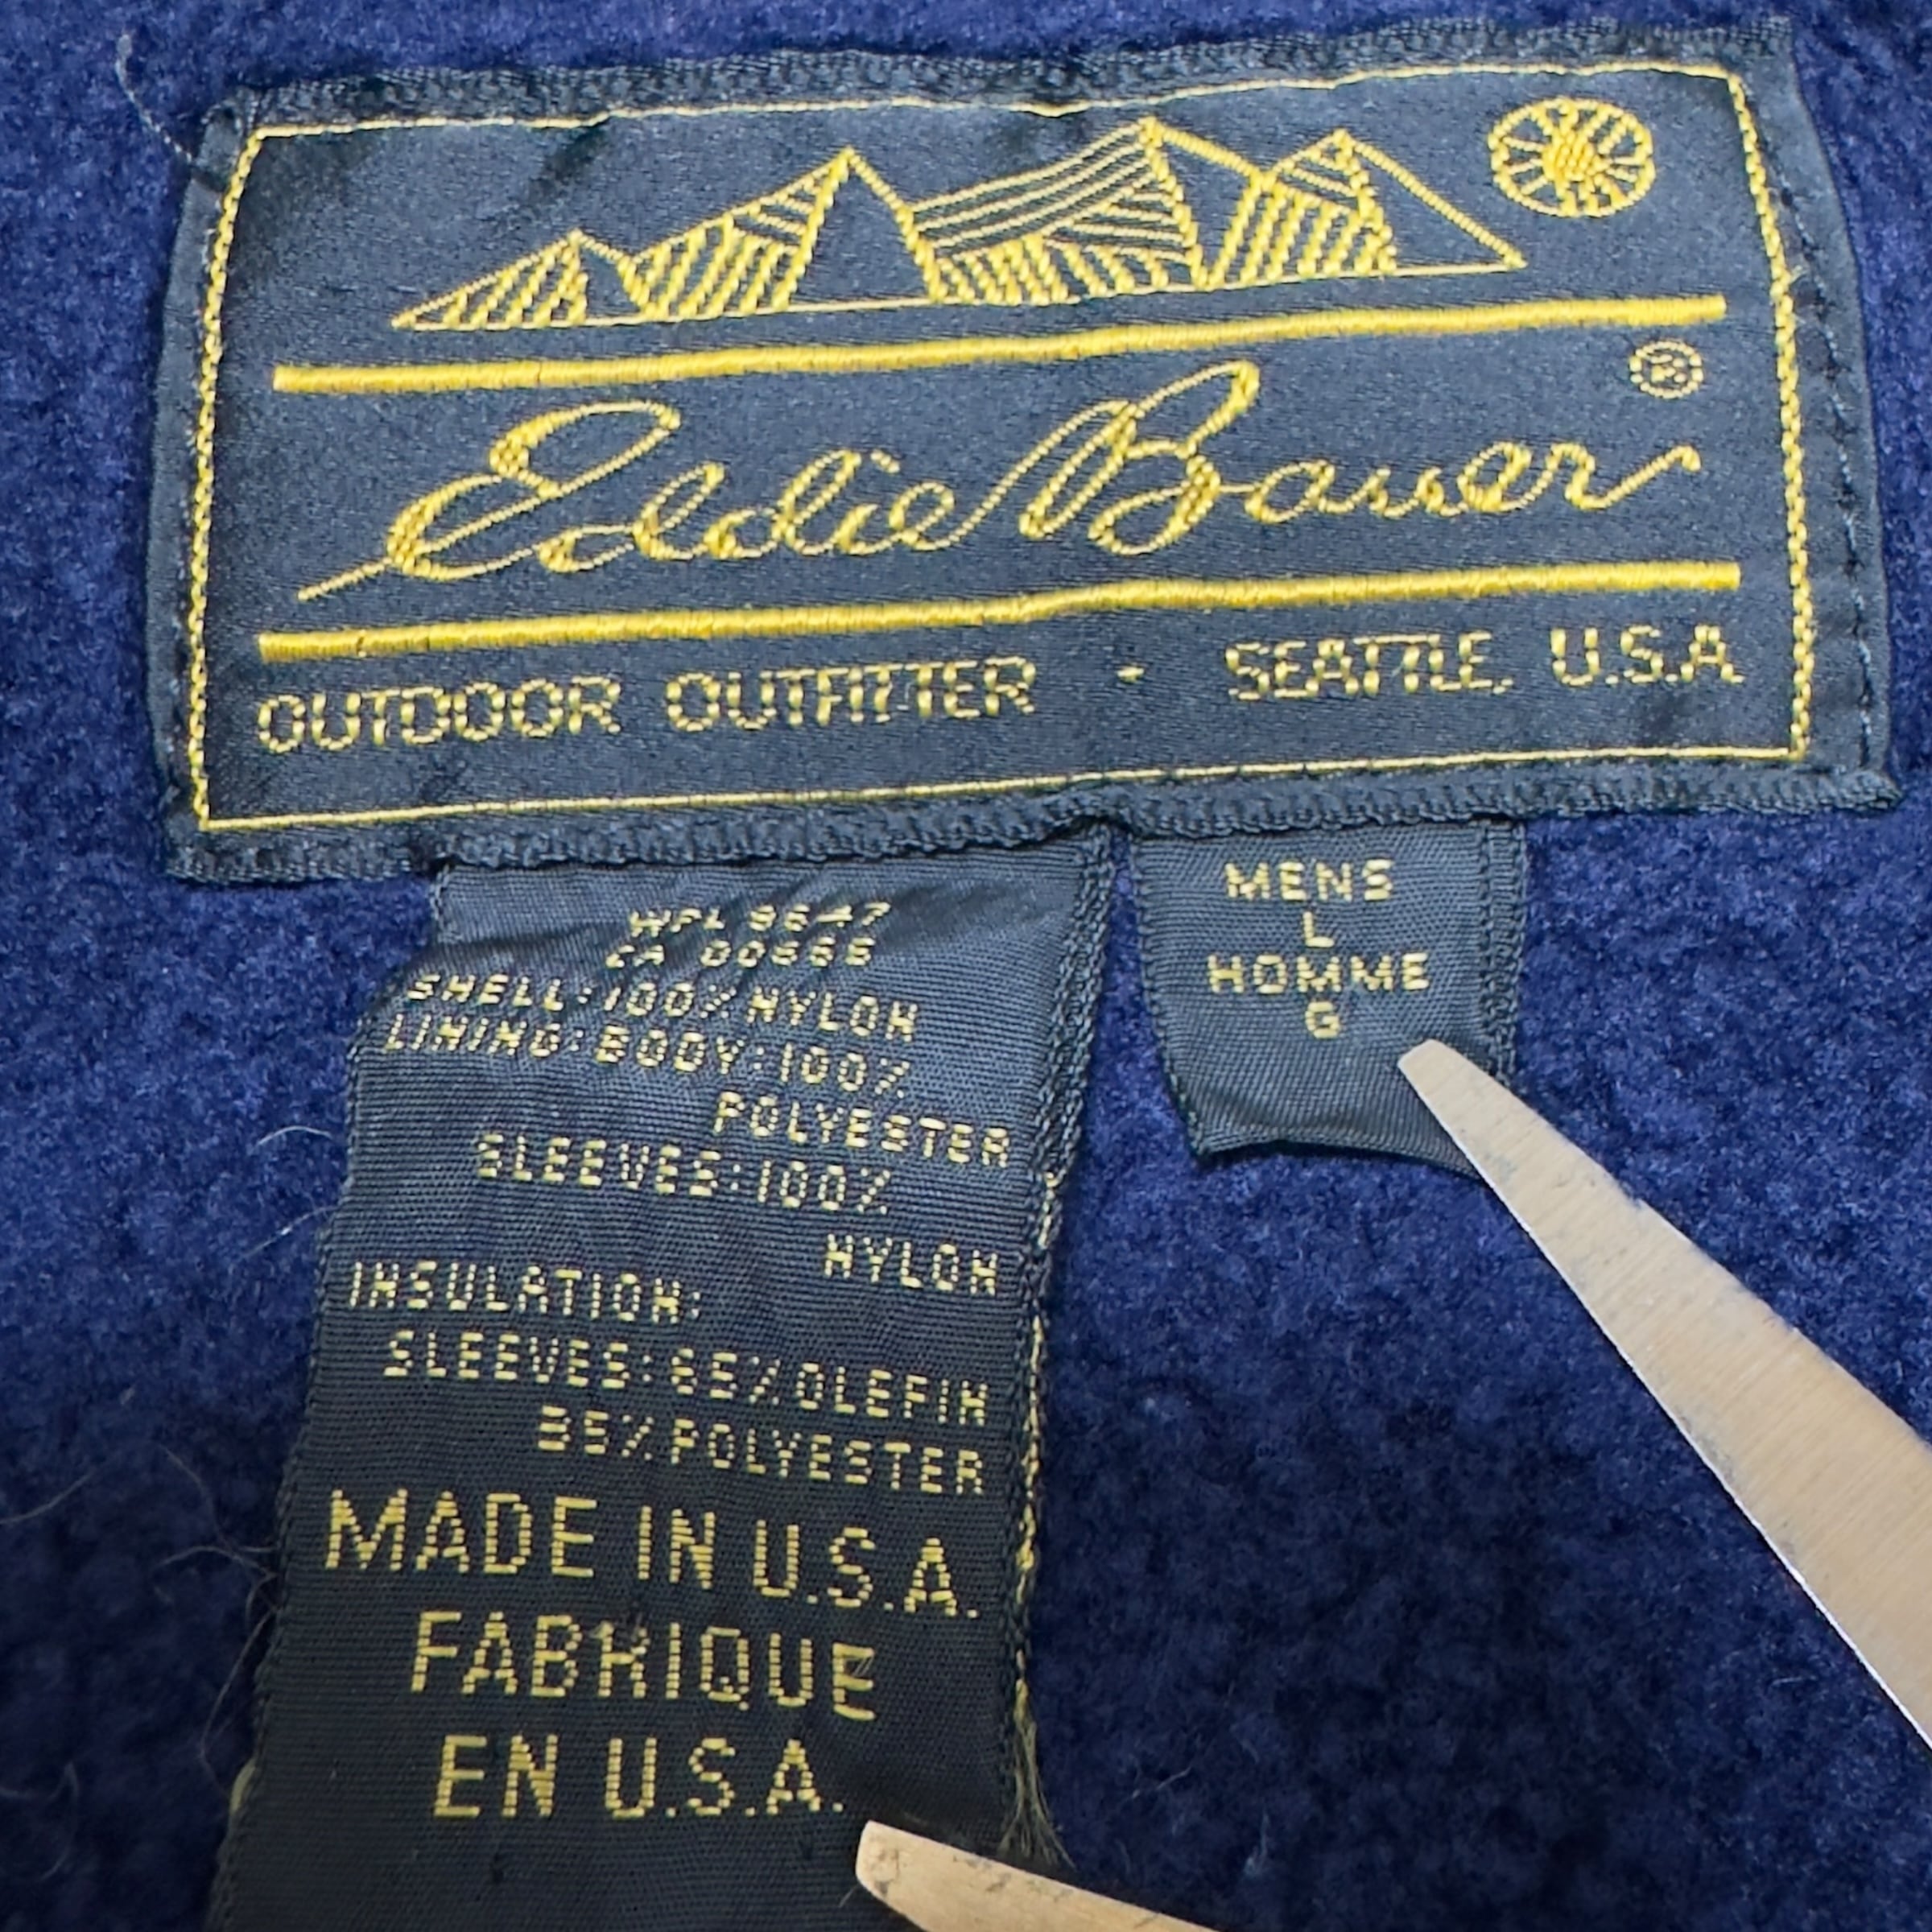 Eddie Bauer ®
OUTDOOR OUTFITTER · SEATTLE, U.S.A.
WPL 8647
CA 00666
SHELL: 100% NYLON
LINING: BODY: 100%
POLYESTER
SLEEVES: 100%
NYLON
INSULATION:
SLEEVES: 65% OLEFIN
35% POLYESTER
MADE IN U.S.A.
FABRIQUE
EN U.S.A.
MENS
L
HOMME
G